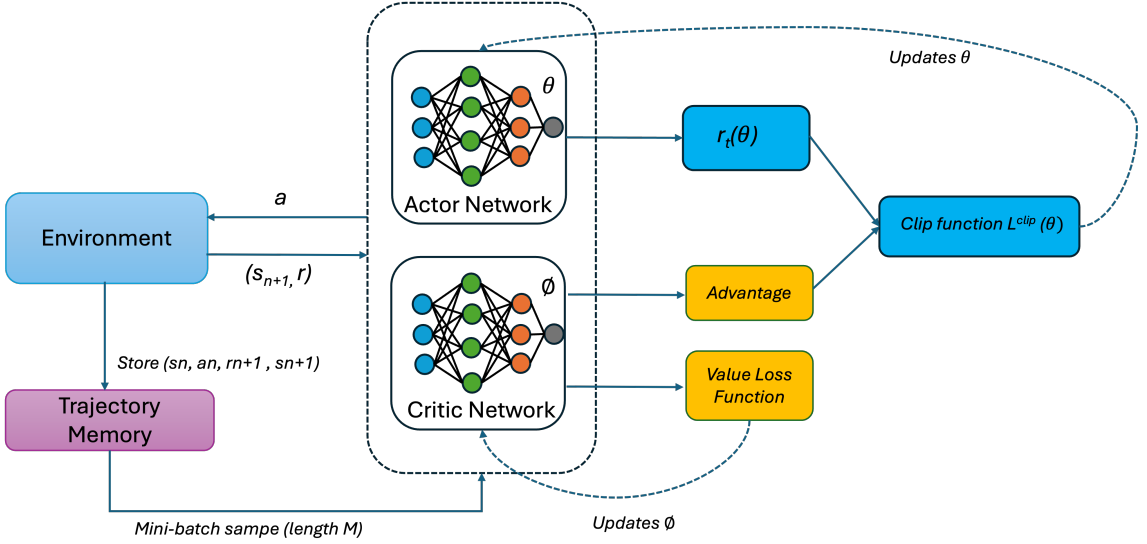 Updates θ
θ
r_t(θ)
Actor Network
a
Environment
Clip function L^clip (θ)
(s_n+1, r)
∅
Advantage
Store (sn, an, rn+1 , sn+1)
Value Loss
Function
Trajectory
Memory
Critic Network
Mini-batch sampe (length M)
Updates ∅